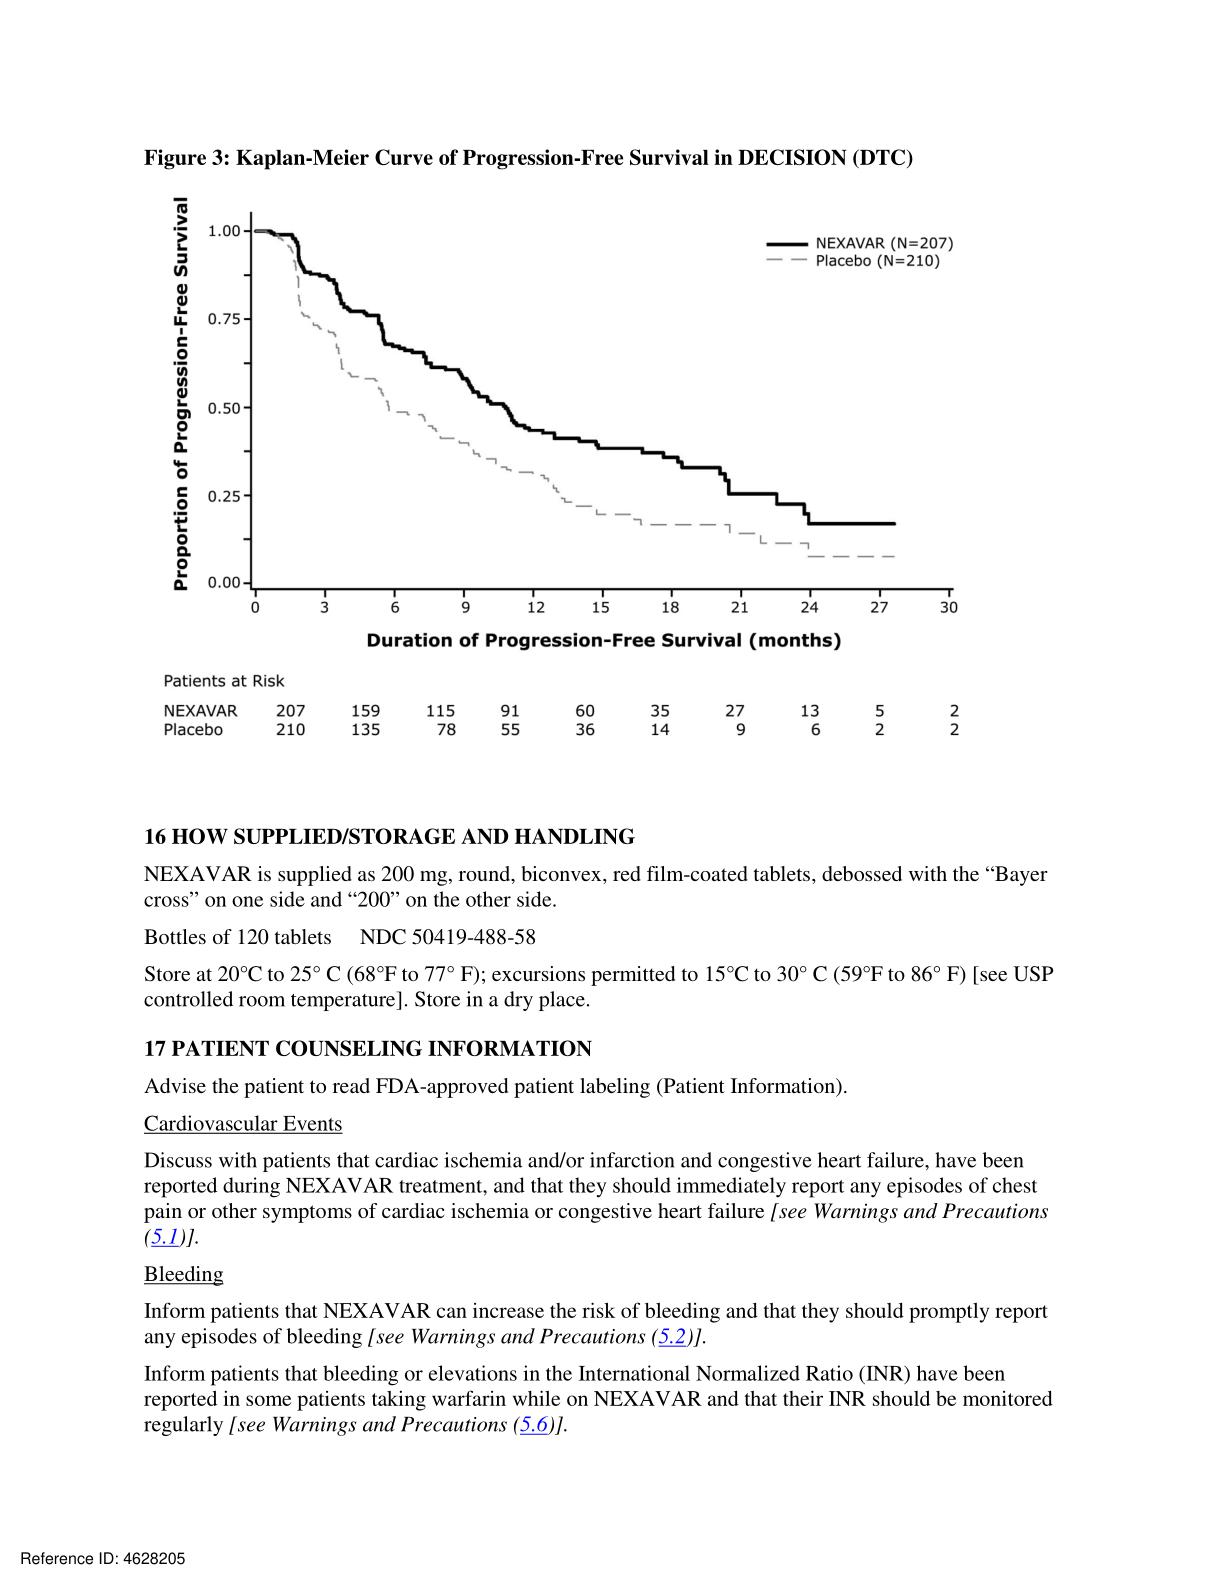 Figure 3: Kaplan-Meier Curve of Progression-Free Survival in DECISION (DTC)
Proportion of Progression-Free Survival
1.00
0.75
0.50
0.25
0.00
NEXAVAR (N=207)
Placebo (N=210)
0 3 6 9 12 15 18 21 24 27 30
Duration of Progression-Free Survival (months)
Patients at Risk
NEXAVAR 207 159 115 91 60 35 27 13 5 2
Placebo 210 135 78 55 36 14 9 6 2 2
16 HOW SUPPLIED/STORAGE AND HANDLING
NEXAVAR is supplied as 200 mg, round, biconvex, red film-coated tablets, debossed with the “Bayer
cross” on one side and “200” on the other side.
Bottles of 120 tablets NDC 50419-488-58
Store at 20°C to 25° C (68°F to 77° F); excursions permitted to 15°C to 30° C (59°F to 86° F) [see USP
controlled room temperature]. Store in a dry place.
17 PATIENT COUNSELING INFORMATION
Advise the patient to read FDA-approved patient labeling (Patient Information).
Cardiovascular Events
Discuss with patients that cardiac ischemia and/or infarction and congestive heart failure, have been
reported during NEXAVAR treatment, and that they should immediately report any episodes of chest
pain or other symptoms of cardiac ischemia or congestive heart failure [see Warnings and Precautions
(5.1)].
Bleeding
Inform patients that NEXAVAR can increase the risk of bleeding and that they should promptly report
any episodes of bleeding [see Warnings and Precautions (5.2)].
Inform patients that bleeding or elevations in the International Normalized Ratio (INR) have been
reported in some patients taking warfarin while on NEXAVAR and that their INR should be monitored
regularly [see Warnings and Precautions (5.6)].
Reference ID: 4628205